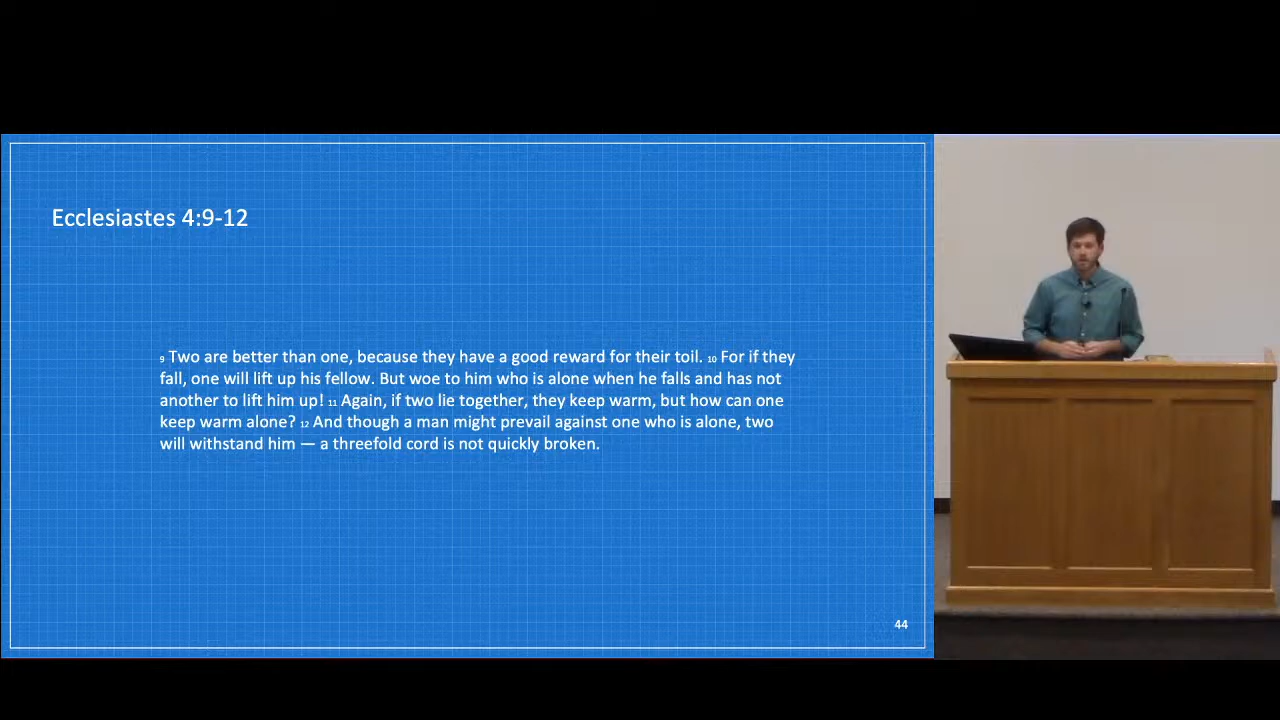 Ecclesiastes 4:9-12
9 Two are better than one, because they have a good reward for their toil. 10 For if they
fall, one will lift up his fellow. But woe to him who is alone when he falls and has not
another to lift him up! 11 Again, if two lie together, they keep warm, but how can one
keep warm alone? 12 And though a man might prevail against one who is alone, two
will withstand him — a threefold cord is not quickly broken.
44